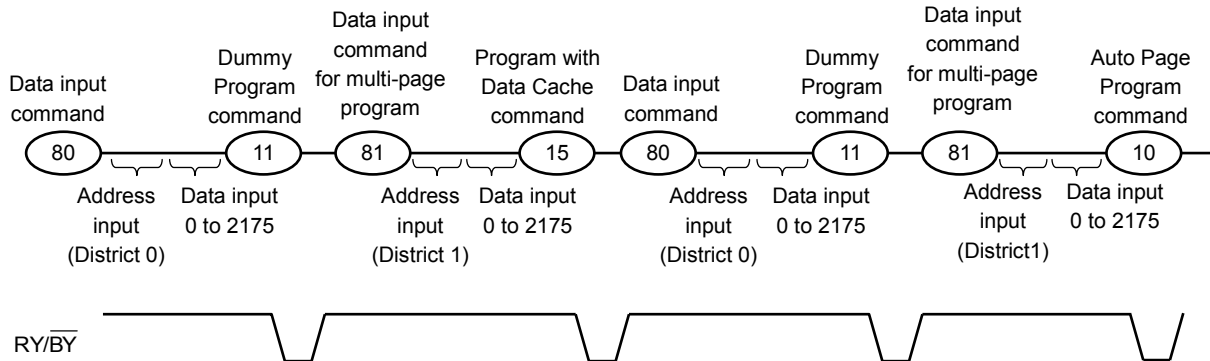 Data input
command
80
Address
input
(District 0)
Data input
0 to 2175
Dummy
Program
command
11
Data input
command
for multi-page
program
81
Address
input
(District 1)
Data input
0 to 2175
Program with
Data Cache
command
15
Data input
command
80
Address
input
(District 0)
Data input
0 to 2175
Dummy
Program
command
11
Data input
command
for multi-page
program
81
Address
input
(District1)
Data input
0 to 2175
Auto Page
Program
command
10
RY/BY